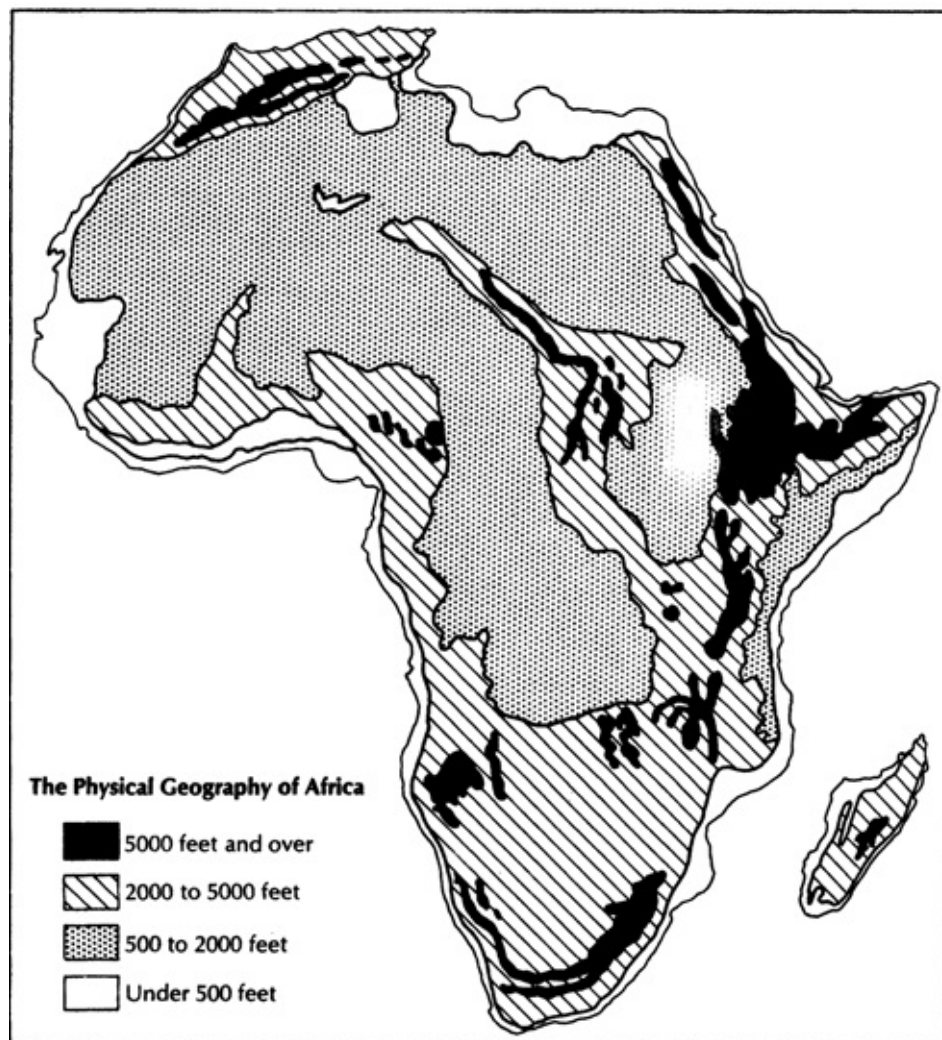 The Physical Geography of Africa
5000 feet and over
2000 to 5000 feet
500 to 2000 feet
Under 500 feet